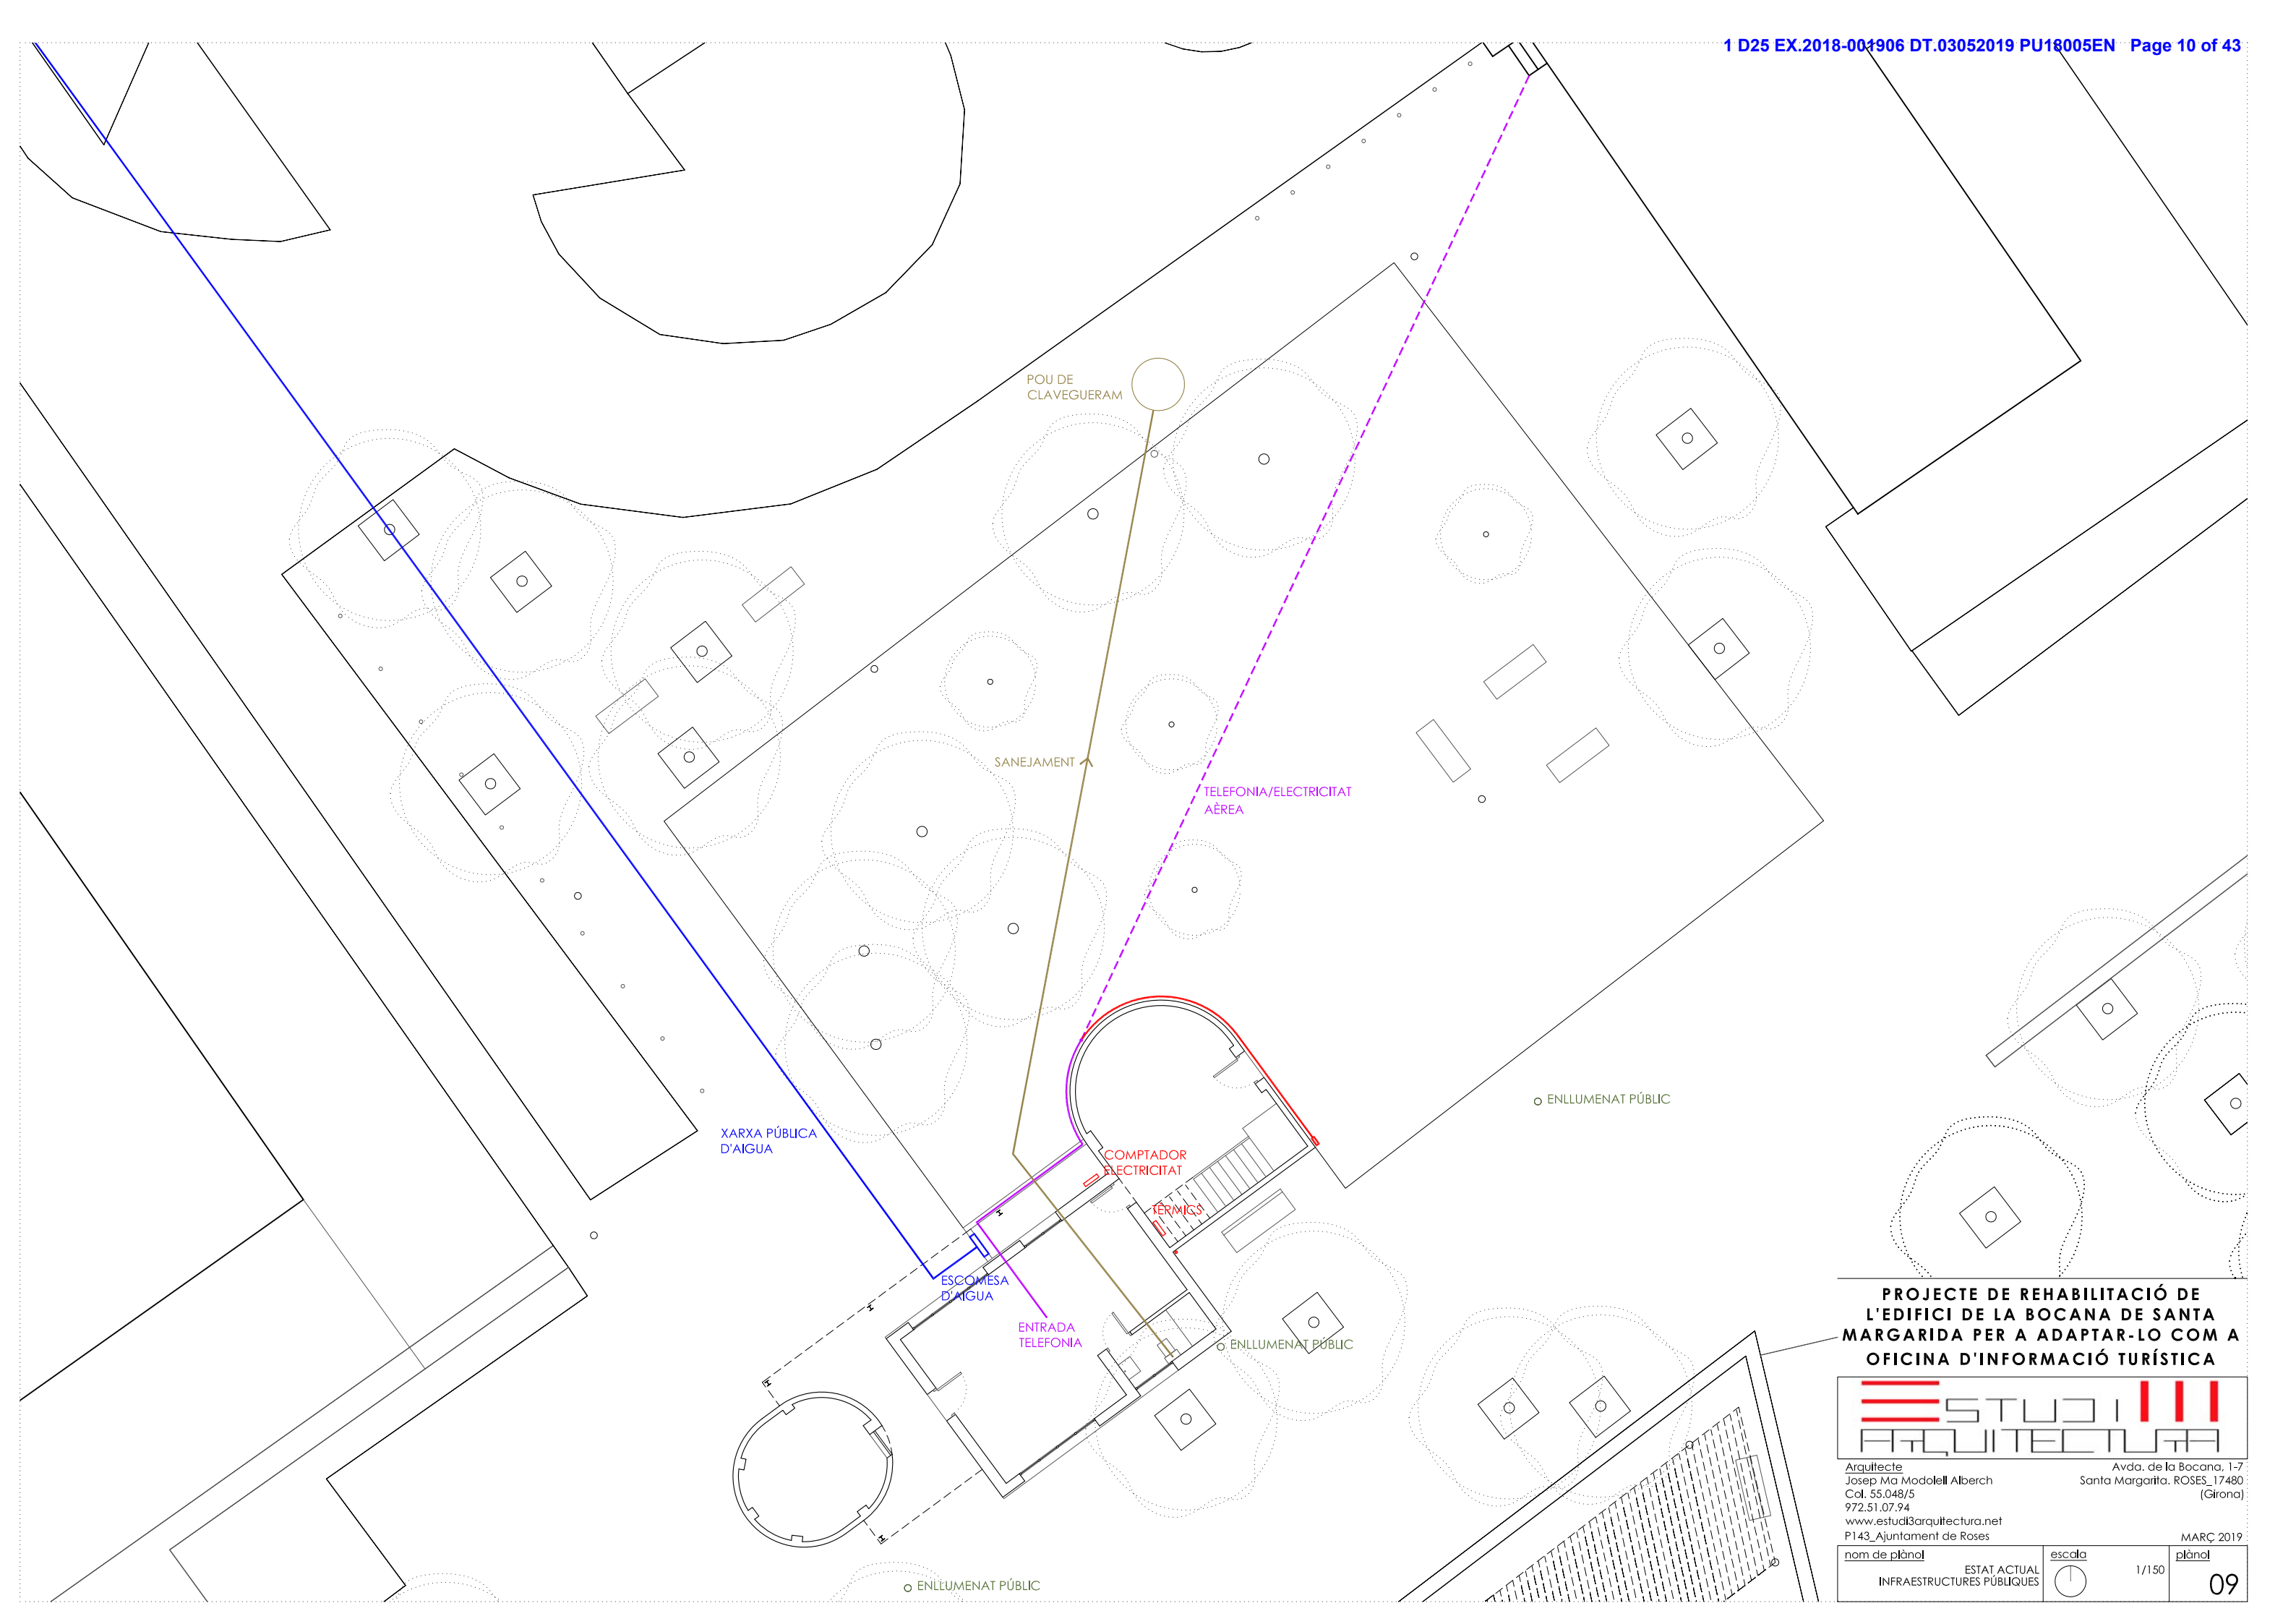 1 D25 EX.2018-001906 DT.03052019 PU18005EN Page 10 of 43
POU DE
CLAVEGUERAM
SANEJAMENT
TELEFONIA/ELECTRICITAT
AÈREA
ENLLUMENAT PÚBLIC
XARXA PÚBLICA
D'AIGUA
COMPTADOR
ELECTRICITAT
TÈRMICS
ESCOMESA
D'AIGUA
ENTRADA
TELEFONIA
ENLLUMENAT PÚBLIC
ENLLUMENAT PÚBLIC
PROJECTE DE REHABILITACIÓ DE
L'EDIFICI DE LA BOCANA DE SANTA
MARGARIDA PER A ADAPTAR-LO COM A
OFICINA D'INFORMACIÓ TURÍSTICA
ESTUDI III
ARQUITECTURA
Arquitecte
Josep Ma Modolell Alberch
Col. 55.048/5
972.51.07.94
www.estudi3arquitectura.net
P143_Ajuntament de Roses
Avda. de la Bocana, 1-7
Santa Margarita. ROSES_17480
(Girona)
MARÇ 2019
nom de plànol
ESTAT ACTUAL
INFRAESTRUCTURES PÚBLIQUES
escala
1/150
plànol
09